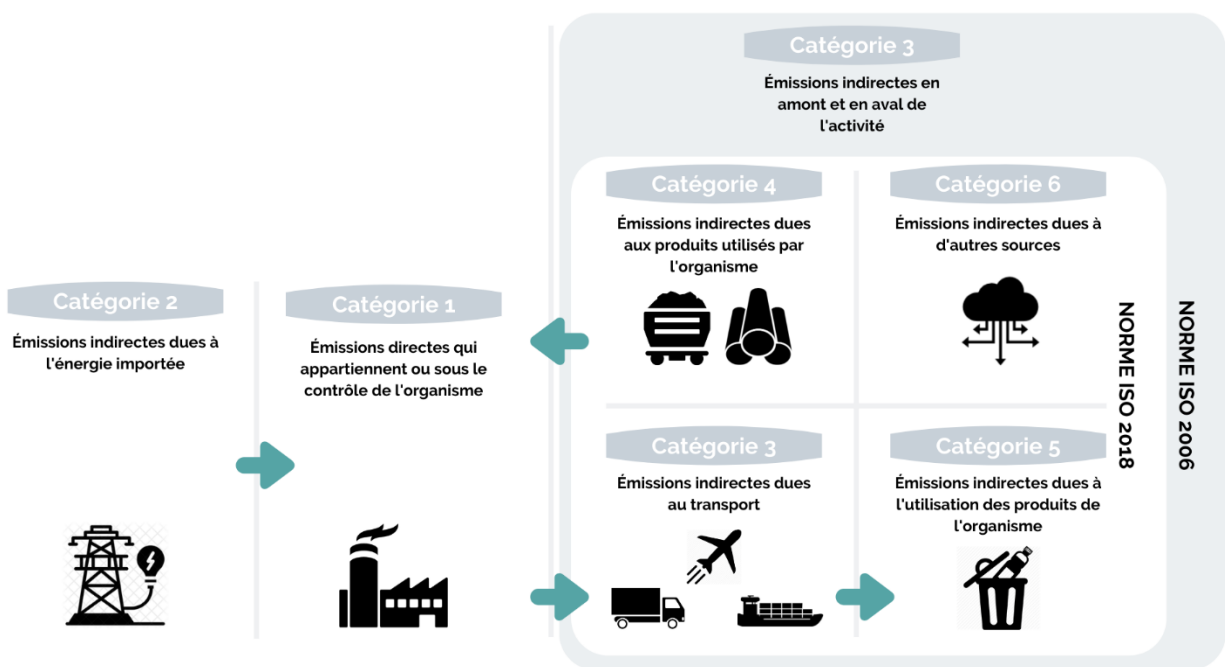 Catégorie 3
Émissions indirectes en
amont et en aval de
l'activité
Catégorie 4
Émissions indirectes dues
aux produits utilisés par
l'organisme
Catégorie 6
Émissions indirectes dues à
d'autres sources
Catégorie 2
Émissions indirectes dues à
l'énergie importée
Catégorie 1
Émissions directes qui
appartiennent ou sous le
contrôle de l'organisme
Catégorie 3
Émissions indirectes dues
au transport
Catégorie 5
Émissions indirectes dues à
l'utilisation des produits de
l'organisme
NORME ISO 2018
NORME ISO 2006